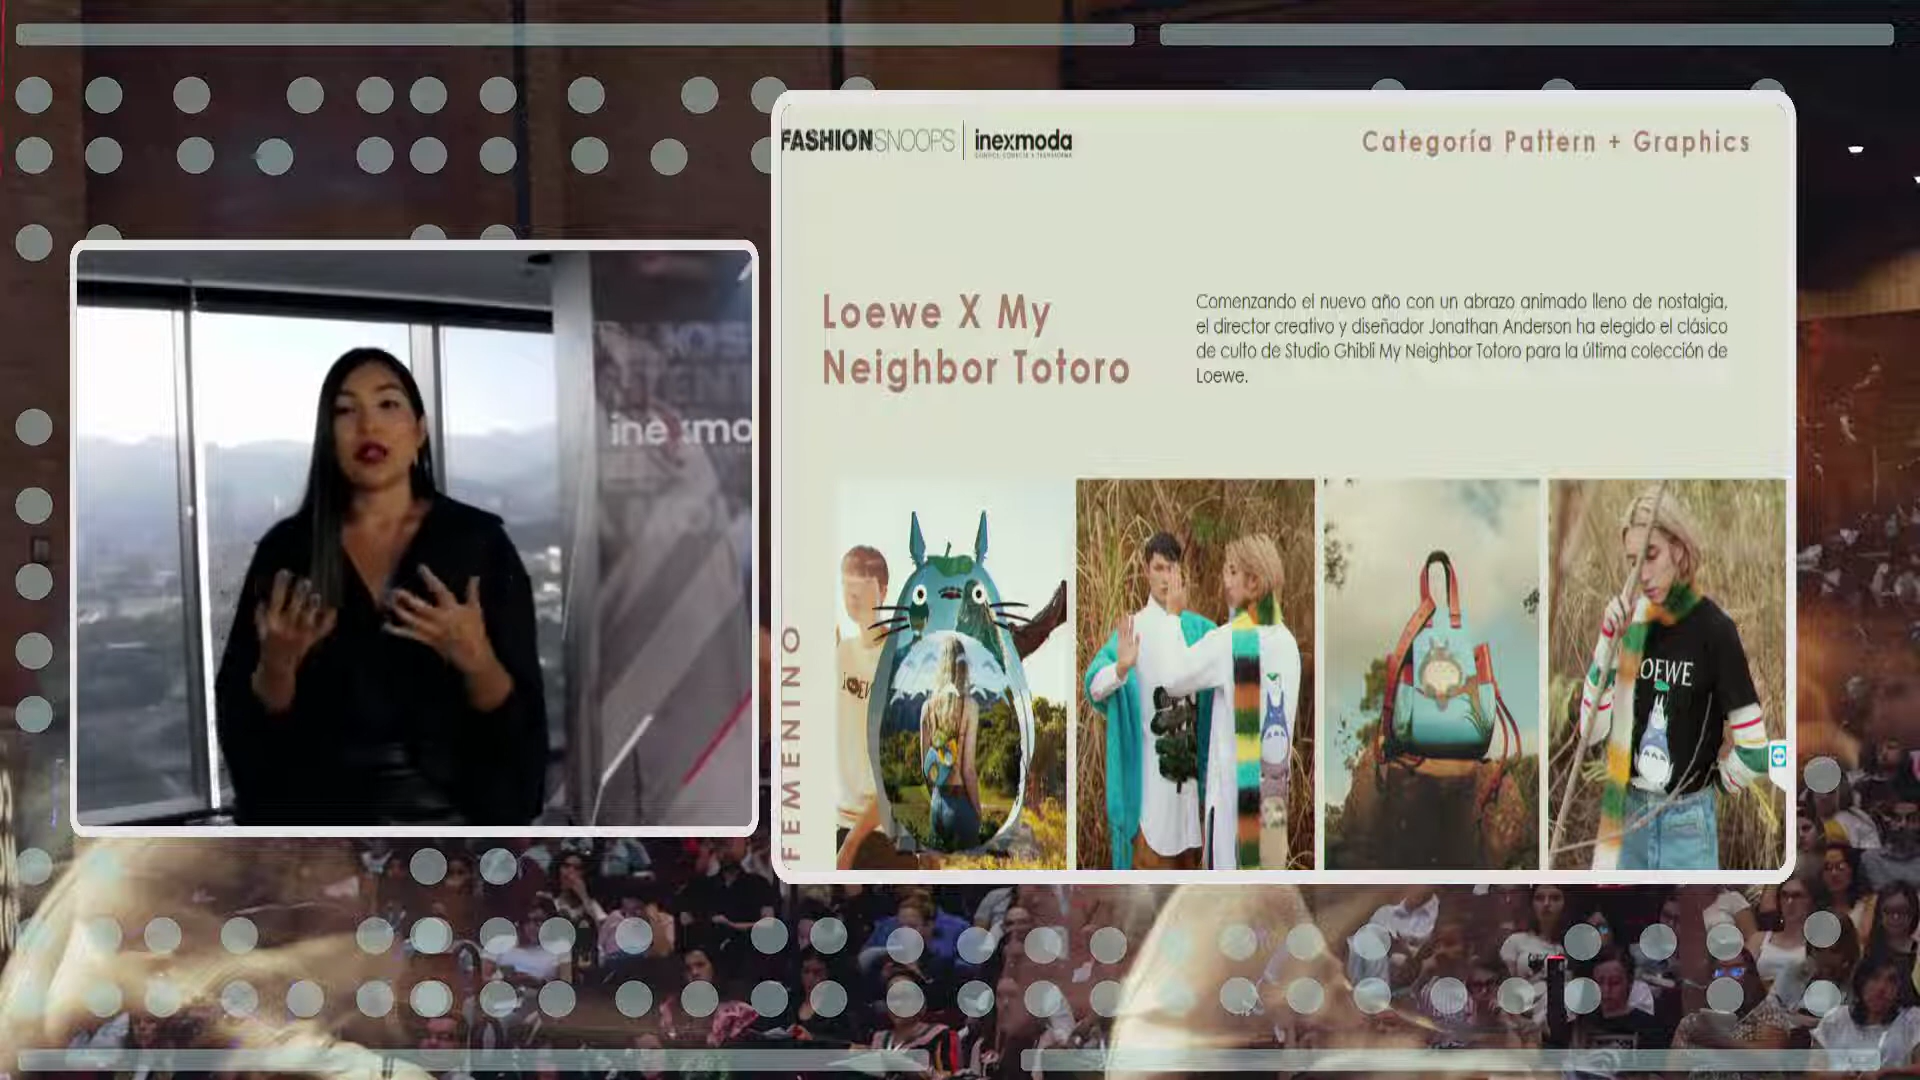 FASHIONSNOOPS
inexmoda
Categoría Pattern + Graphics
Loewe X My
Neighbor Totoro
Comenzando el nuevo año con un abrazo animado lleno de nostalgia,
el director creativo y diseñador Jonathan Anderson ha elegido el clásico
de culto de Studio Ghibli My Neighbor Totoro para la última colección de
Loewe.
FEMENINO
inexmo
LOEW
OEWE